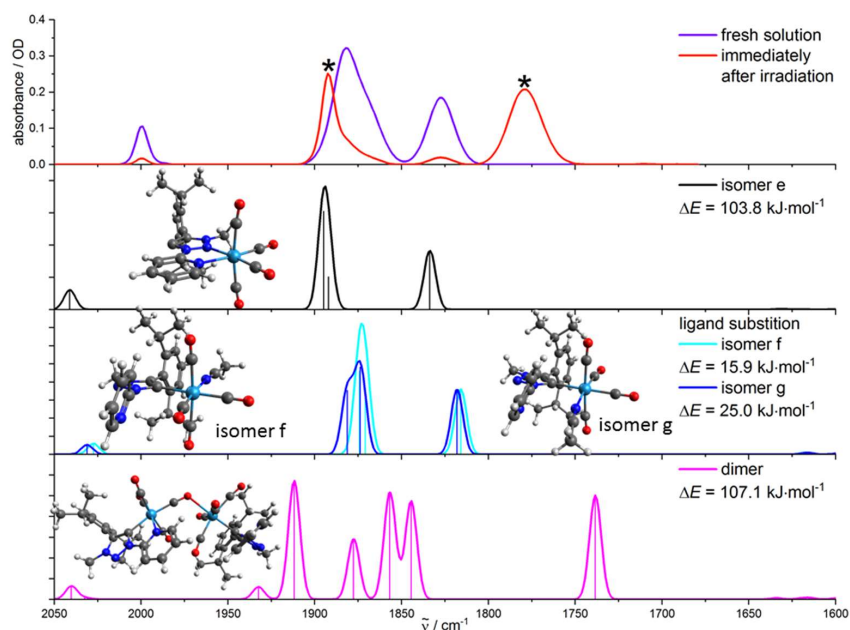 absorbance / OD
0.4
0.3
0.2
0.1
0.0
* *
fresh solution
immediately
after irradiation
isomer e
ΔE = 103.8 kJ·mol⁻¹
ligand substition
isomer f
ΔE = 15.9 kJ·mol⁻¹
isomer g
ΔE = 25.0 kJ·mol⁻¹
isomer f
isomer g
dimer
ΔE = 107.1 kJ·mol⁻¹
2050 2000 1950 1900 1850 1800 1750 1700 1650 1600
ṽ / cm⁻¹